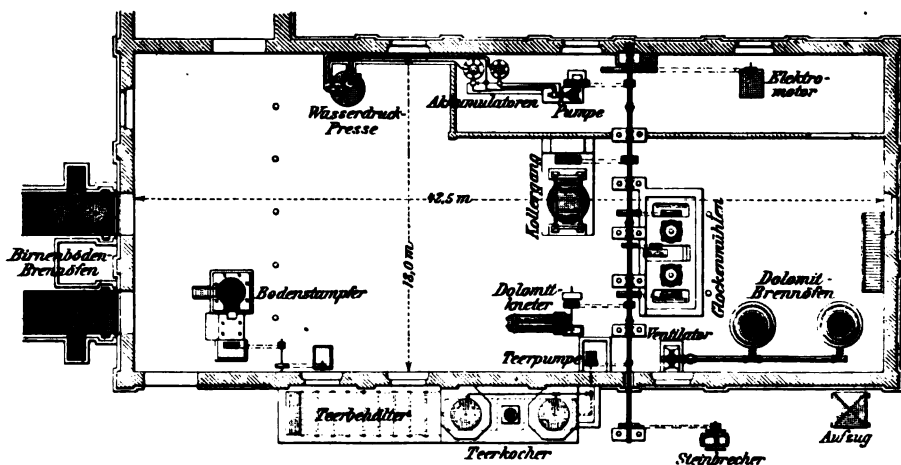 Wasserdruck-
Presse
Akkumulatoren
Pumpe
Elektro-
motor
Kollergang
42,5 m
18,0 m
Glockenmühlen
Birnenböden-
Brennöfen
Bodenstampfer
Dolomit-
kneter
Dolomit-
Brennöfen
Ventilator
Teerpumpe
Teerbehälter
Teerkocher
Steinbrecher
Aufzug